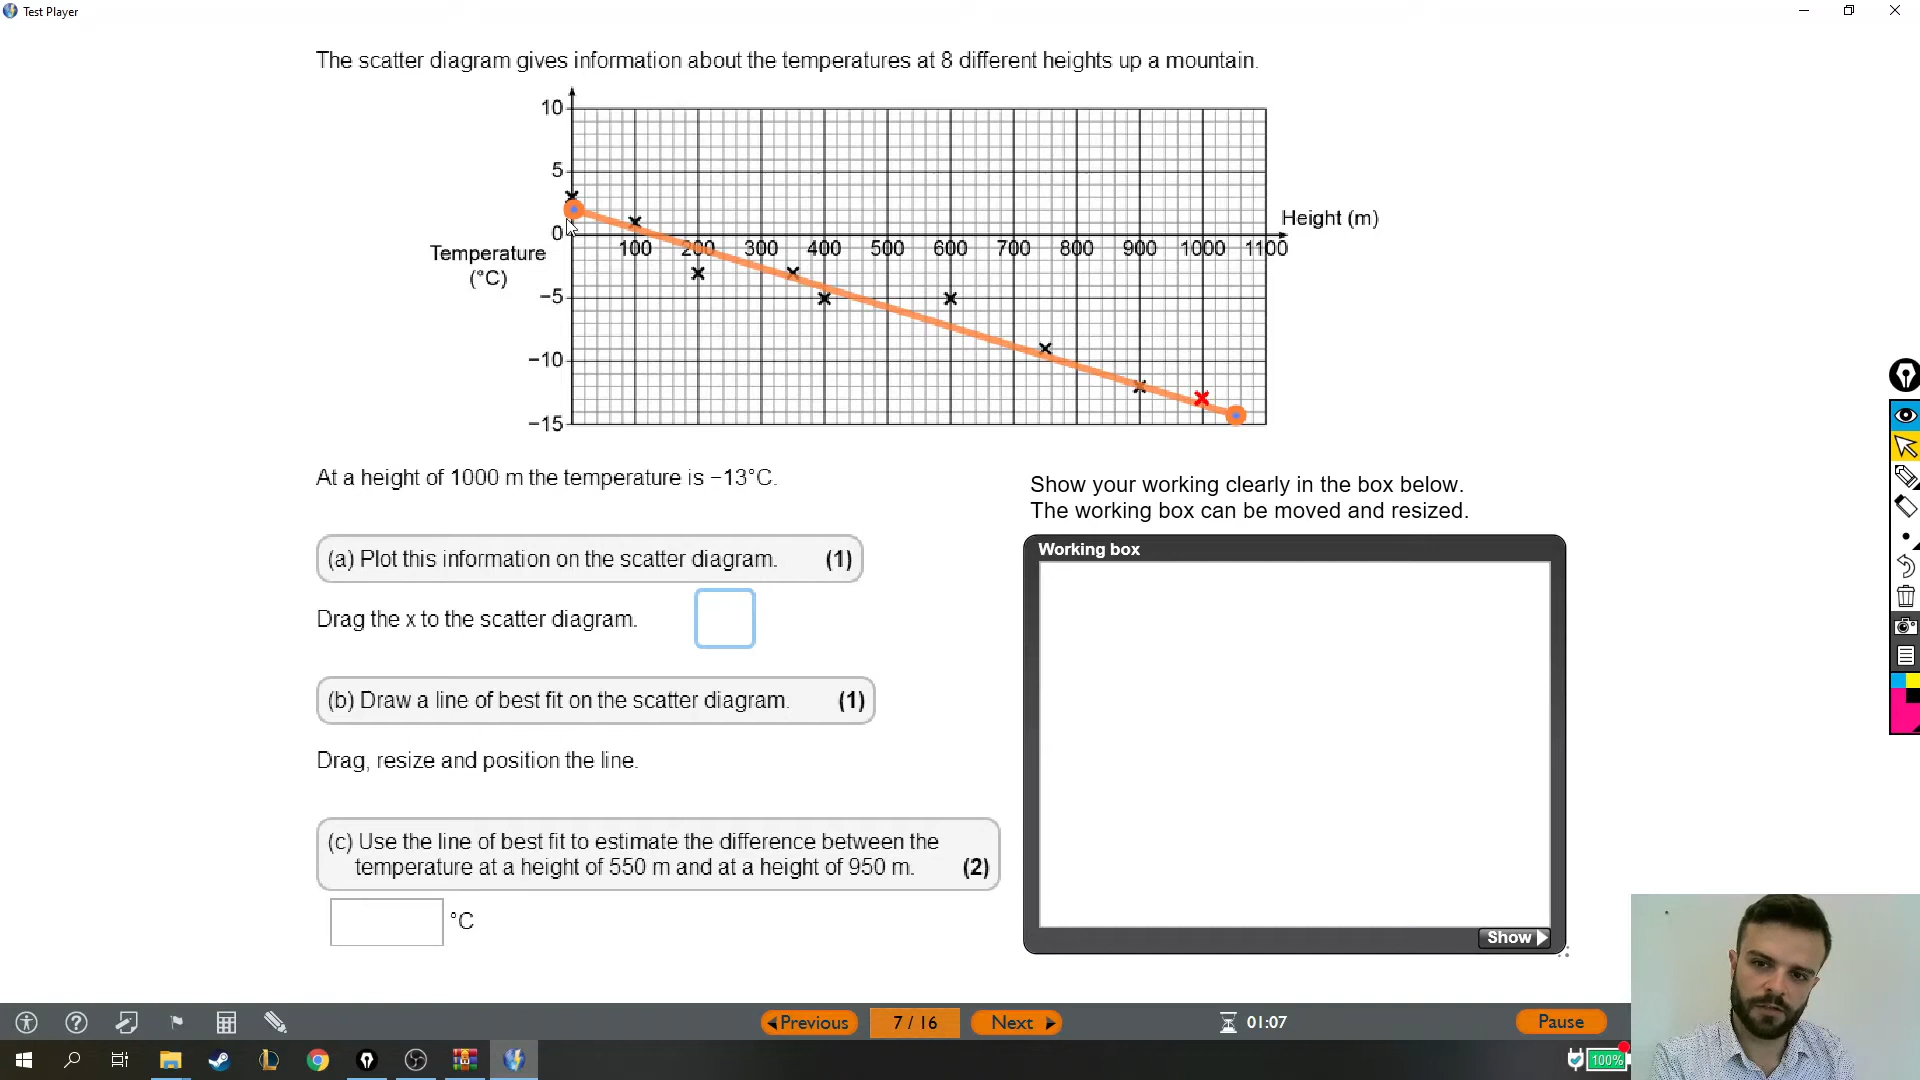 Test Player
The scatter diagram gives information about the temperatures at 8 different heights up a mountain.
10
5
0
−5
−10
−15
Temperature
(°C)
100 200 300 400 500 600 700 800 900 1000 1100
Height (m)
At a height of 1000 m the temperature is −13°C.
(a) Plot this information on the scatter diagram. (1)
Drag the x to the scatter diagram.
(b) Draw a line of best fit on the scatter diagram. (1)
Drag, resize and position the line.
(c) Use the line of best fit to estimate the difference between the
temperature at a height of 550 m and at a height of 950 m. (2)
°C
Show your working clearly in the box below.
The working box can be moved and resized.
Working box
Show
Previous
7 / 16
Next
01:07
Pause
100%